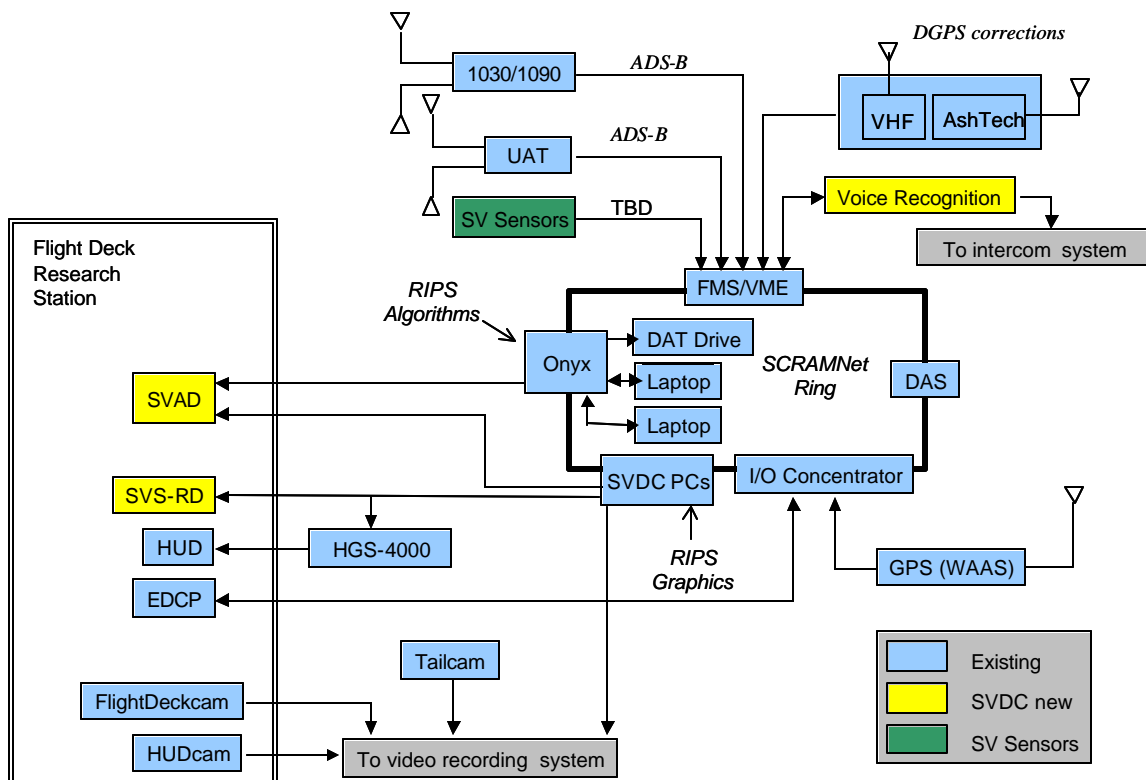 DGPS corrections
1030/1090
ADS-B
VHF
AshTech
UAT
ADS-B
SV Sensors
TBD
Voice Recognition
To intercom system
Flight Deck
Research
Station
FMS/VME
RIPS
Algorithms
Onyx
DAT Drive
SCRAMNet
Ring
Laptop
DAS
SVAD
Laptop
SVDC PCs
I/O Concentrator
SVS-RD
HUD
HGS-4000
RIPS
Graphics
GPS (WAAS)
EDCP
Tailcam
Existing
FlightDeckcam
SVDC new
HUDcam
To video recording system
SV Sensors